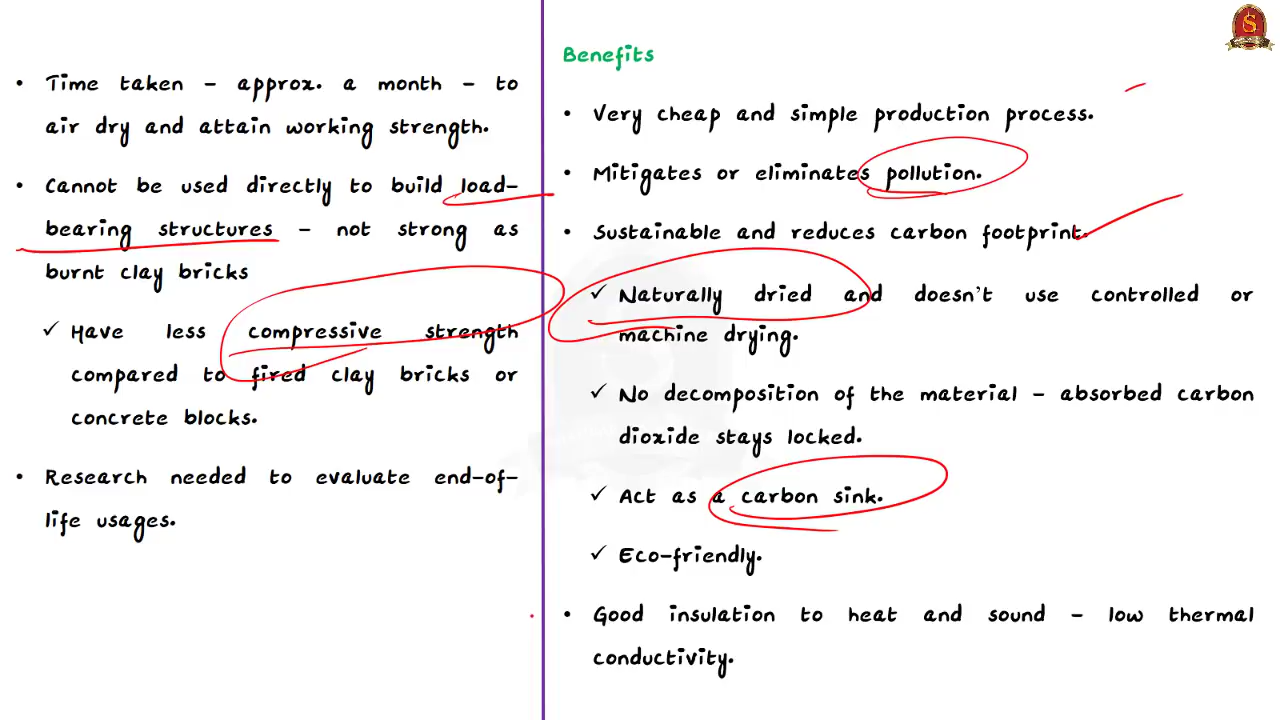 • Time taken – approx. a month – to
air dry and attain working strength.
• Cannot be used directly to build load-
bearing structures – not strong as
burnt clay bricks
✓ Have less compressive strength
compared to fired clay bricks or
concrete blocks.
• Research needed to evaluate end-of-
life usages.
Benefits
• Very cheap and simple production process.
• Mitigates or eliminates pollution.
• Sustainable and reduces carbon footprint.
✓ Naturally dried and doesn't use controlled or
machine drying.
✓ No decomposition of the material – absorbed carbon
dioxide stays locked.
✓ Act as a carbon sink.
✓ Eco-friendly.
• Good insulation to heat and sound – low thermal
conductivity.
S